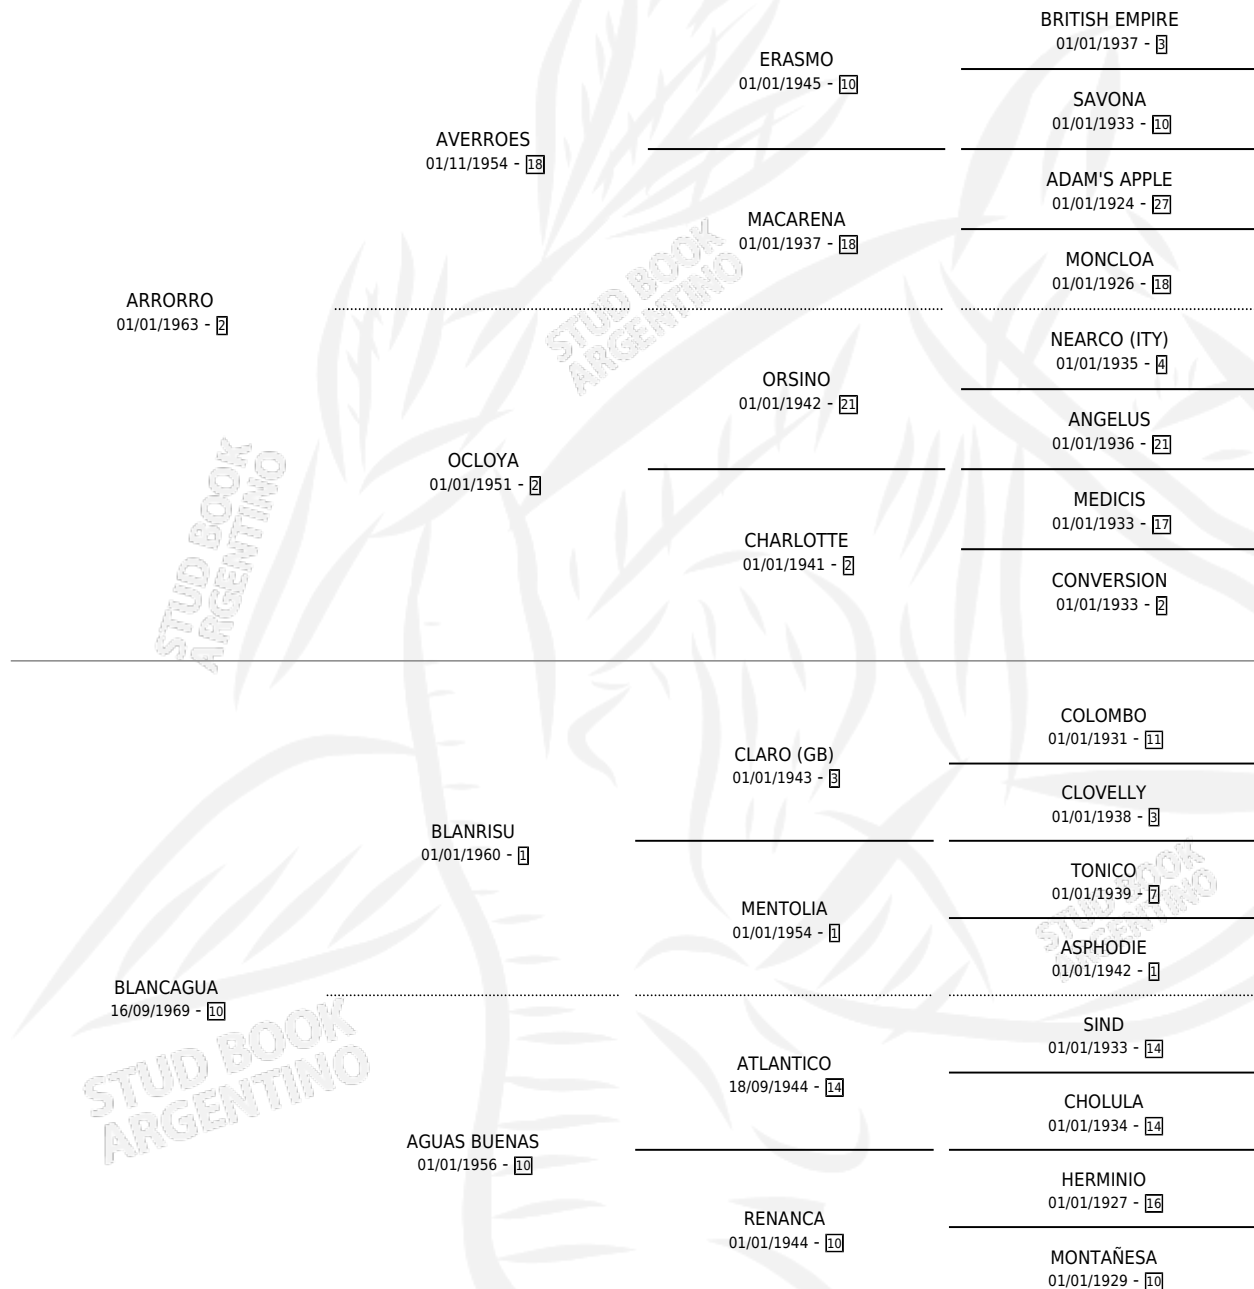 BRITISH EMPIRE
01/01/1937 - 3
ERASMO
01/01/1945 - 10
SAVONA
01/01/1933 - 10
AVERROES
01/11/1954 - 18
ADAM'S APPLE
01/01/1924 - 27
MACARENA
01/01/1937 - 18
MONCLOA
01/01/1926 - 18
ARRORRO
01/01/1963 - 2
NEARCO (ITY)
01/01/1935 - 4
ORSINO
01/01/1942 - 21
ANGELUS
01/01/1936 - 21
OCLOYA
01/01/1951 - 2
MEDICIS
01/01/1933 - 17
CHARLOTTE
01/01/1941 - 2
CONVERSION
01/01/1933 - 2
COLOMBO
01/01/1931 - 11
CLARO (GB)
01/01/1943 - 3
CLOVELLY
01/01/1938 - 3
BLANRISU
01/01/1960 - 1
TONICO
01/01/1939 - 7
MENTOLIA
01/01/1954 - 1
ASPHODIE
01/01/1942 - 1
BLANCAGUA
16/09/1969 - 10
SIND
01/01/1933 - 14
ATLANTICO
18/09/1944 - 14
CHOLULA
01/01/1934 - 14
AGUAS BUENAS
01/01/1956 - 10
HERMINIO
01/01/1927 - 16
RENANCA
01/01/1944 - 10
MONTAÑESA
01/01/1929 - 10
STUD BOOK
ARGENTINO
STUD BOOK
ARGENTINO
STUD BOOK
ARGENTINO
STUD BOOK
ARGENTINO